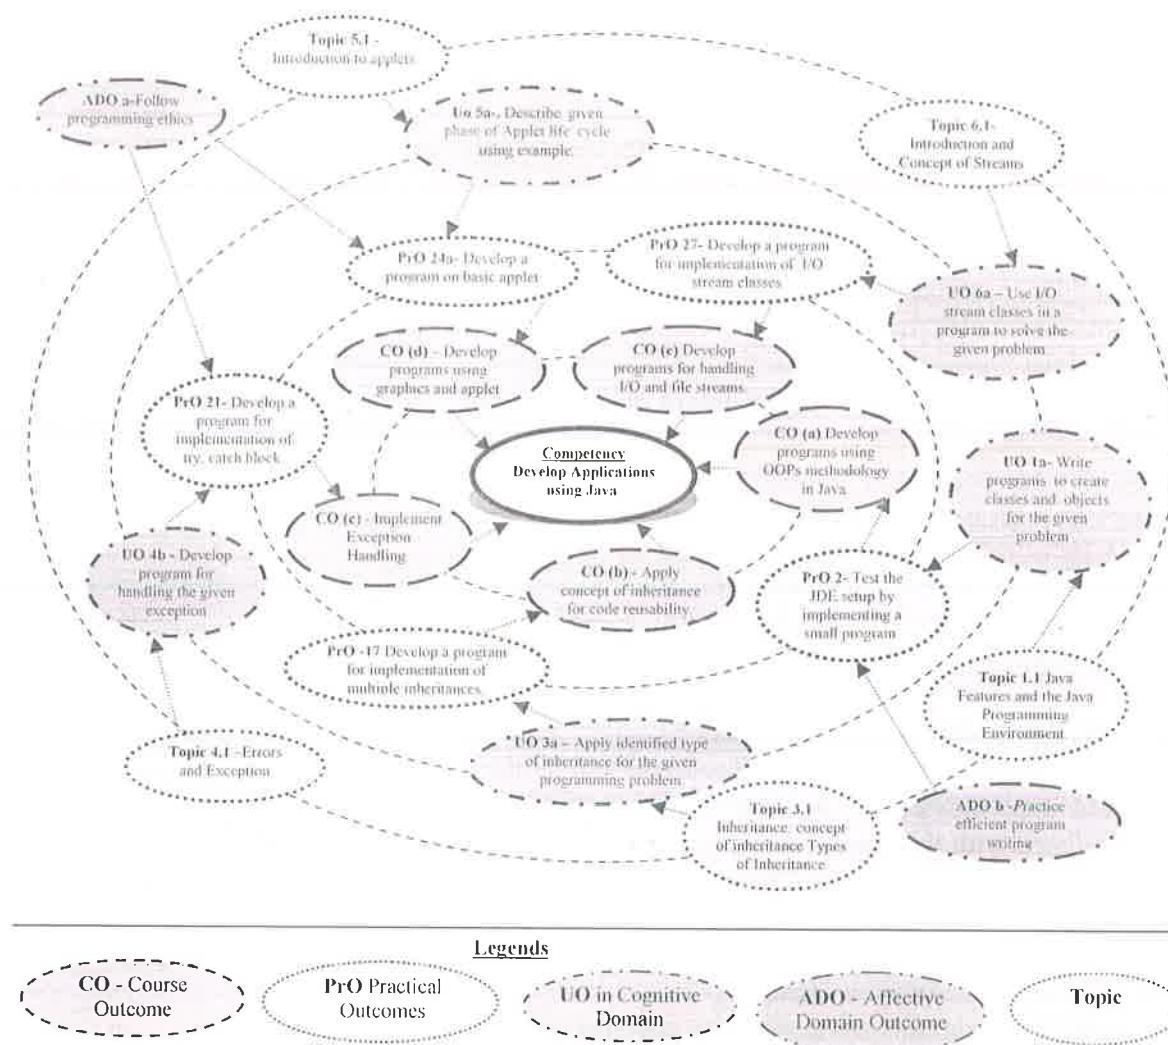 Topic 5.1 -
Introduction to applets
ADO a-Follow
programming ethics
Uo 5a-, Describe given
phase of Applet life cycle
using example.
Topic 6.1-
Introduction and
Concept of Streams
PrO 24a- Develop a
program on basic applet
PrO 27- Develop a program
for implementation of I/O
stream classes
UO 6a – Use I/O
stream classes in a
program to solve the
given problem
CO (d) – Develop
programs using
graphics and applet
CO (e) Develop
programs for handling
I/O and file streams.
PrO 21- Develop a
program for
implementation of
try, catch block
Competency
Develop Applications
using Java
CO (a) Develop
programs using
OOPs methodology
in Java
UO 1a- Write
programs to create
classes and objects
for the given
problem .
CO (c) - Implement
Exception
Handling.
UO 4b - Develop
program for
handling the given
exception
CO (b) - Apply
concept of inheritance
for code reusability.
PrO 2- Test the
JDE setup by
implementing a
small program
PrO -17 Develop a program
for implementation of
multiple inheritances.
Topic 1.1 Java
Features and the Java
Programming
Environment
Topic 4.1 -Errors
and Exception
UO 3a – Apply identified type
of inheritance for the given
programming problem.
Topic 3.1
Inheritance, concept
of inheritance Types
of Inheritance
ADO b -Practice
efficient program
writing
Legends
CO - Course
Outcome
PrO Practical
Outcomes
UO in Cognitive
Domain
ADO - Affective
Domain Outcome
Topic